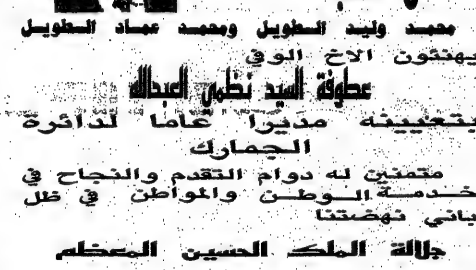 محمد وليد الطويل ومحمد عماد الطويل
يهنئون الاخ الوفي
عطوفة السيد نظمي العبدالله
بتعيينه مديرا عاما لدائرة
الجمارك
متمنين له دوام التقدم والنجاح في
خدمة الوطن والمواطن في ظل
باني نهضتنا
جلالة الملك الحسين المعظم